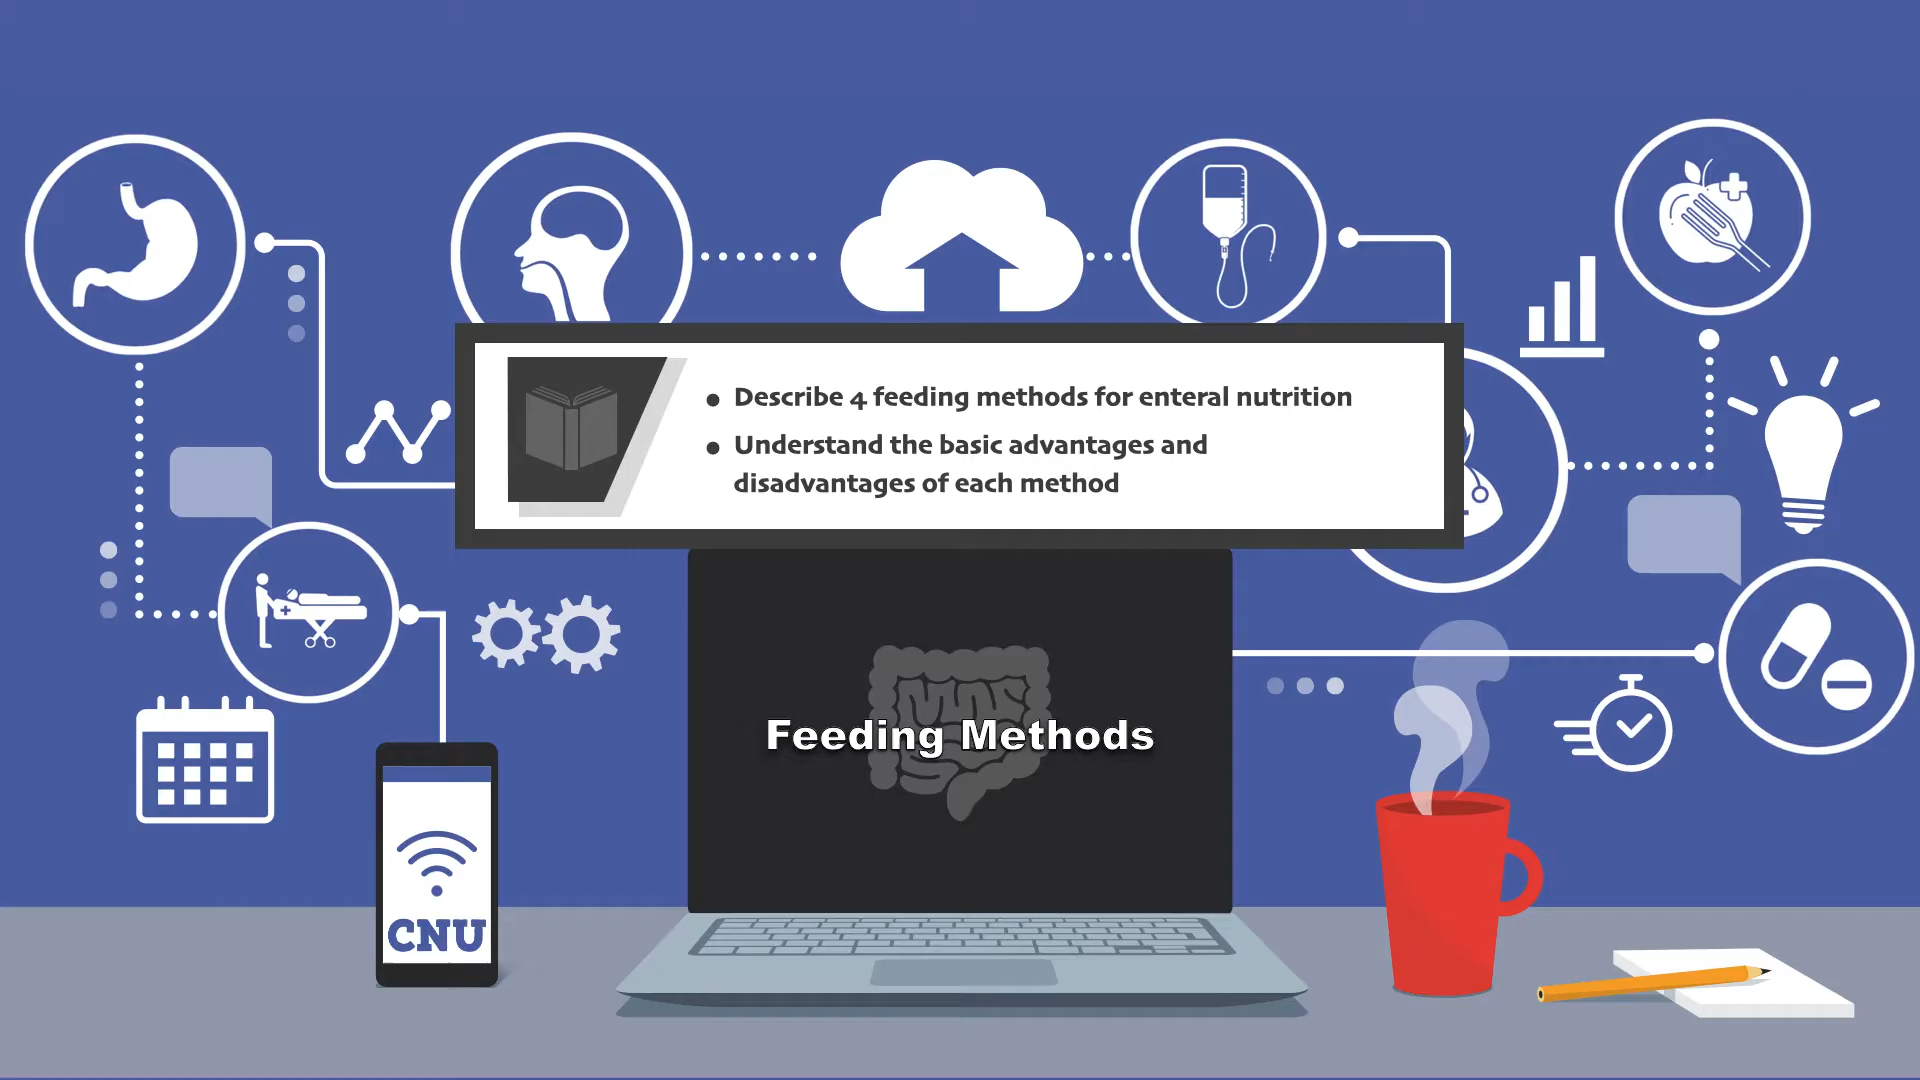 Describe 4 feeding methods for enteral nutrition
Understand the basic advantages and
disadvantages of each method
Feeding Methods
CNU